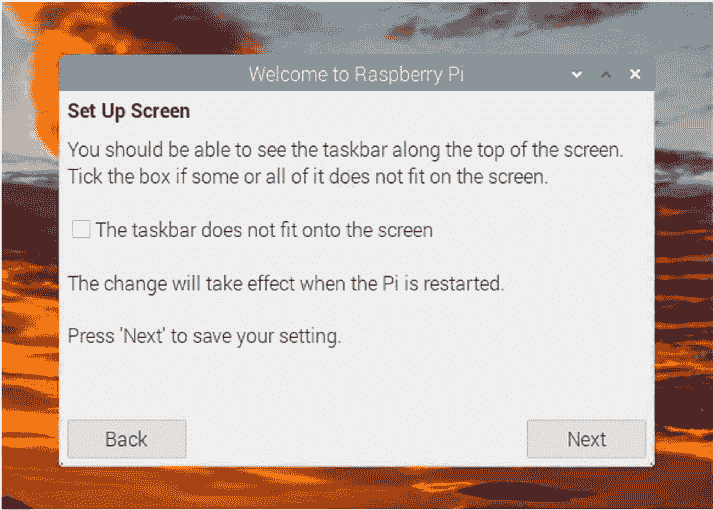 Welcome to Raspberry Pi
Set Up Screen
You should be able to see the taskbar along the top of the screen.
Tick the box if some or all of it does not fit on the screen.
The taskbar does not fit onto the screen
The change will take effect when the Pi is restarted.
Press 'Next' to save your setting.
Back
Next